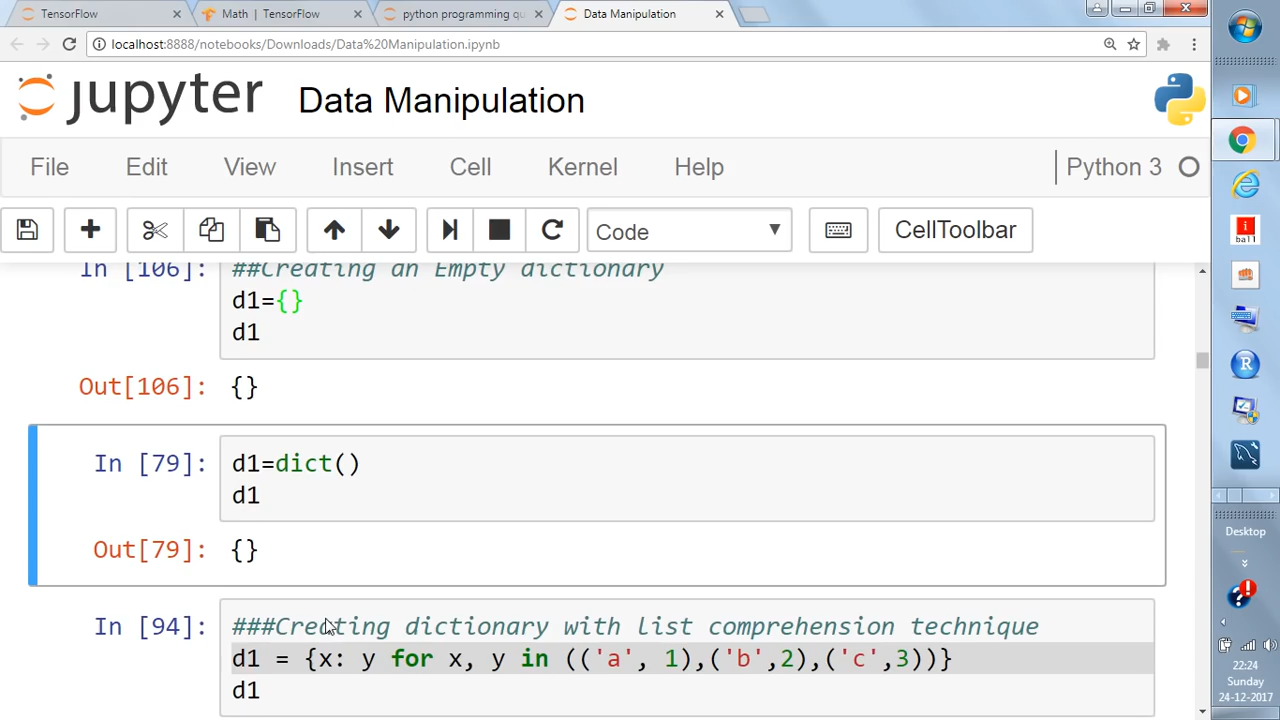 TensorFlow
Math | TensorFlow
python programming qu
Data Manipulation
localhost:8888/notebooks/Downloads/Data%20Manipulation.ipynb
jupyter Data Manipulation
File Edit View Insert Cell Kernel Help Python 3
Code CellToolbar
In [106]: ##Creating an Empty dictionary
d1={}
d1
Out[106]: {}
In [79]: d1=dict()
d1
Out[79]: {}
In [94]: ###Creating dictionary with list comprehension technique
d1 = {x: y for x, y in (('a', 1),('b',2),('c',3))}
d1
i
ball
R
Desktop
22:24
Sunday
24-12-2017